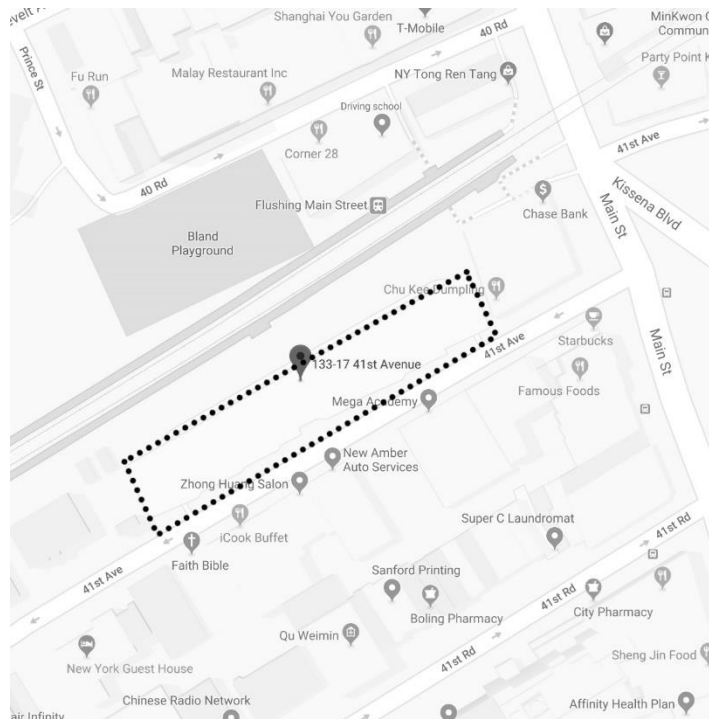 Shanghai You Garden
T-Mobile
40 Rd
MinKwon
Commun
Prince St
Fu Run
Malay Restaurant Inc
NY Tong Ren Tang
Party Point K
Driving school
Corner 28
41st Ave
40 Rd
Flushing Main Street
Chase Bank
Kissena Blvd
Main St
Bland
Playground
Chu Kee Dumpling
Starbucks
41st Ave
Main St
133-17 41st Avenue
Famous Foods
Mega Academy
New Amber
Auto Services
Zhong Huang Salon
iCook Buffet
Super C Laundromat
41st Rd
Faith Bible
41st Ave
Sanford Printing
Boling Pharmacy
41st Rd
City Pharmacy
Qu Weimin
New York Guest House
41st Rd
Sheng Jin Food
Chinese Radio Network
Affinity Health Plan
air Infinity